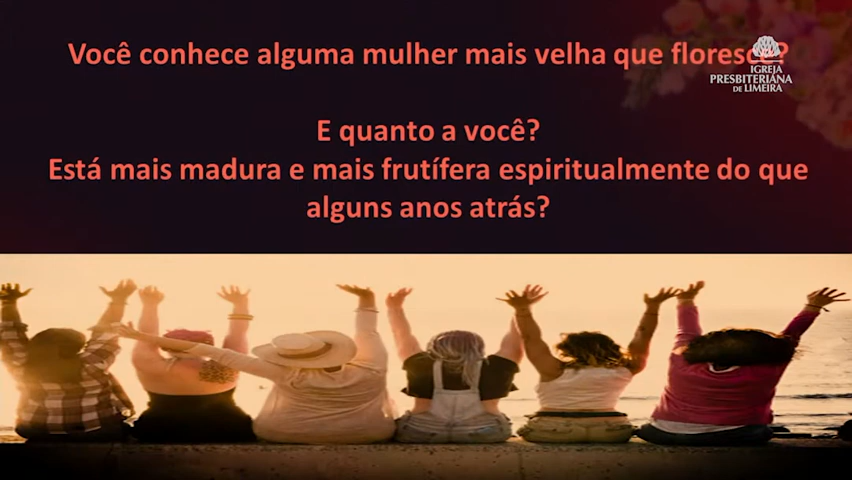 Você conhece alguma mulher mais velha que floresce?
IGREJA
PRESBITERIANA
DE LIMEIRA
E quanto a você?
Está mais madura e mais frutífera espiritualmente do que
alguns anos atrás?